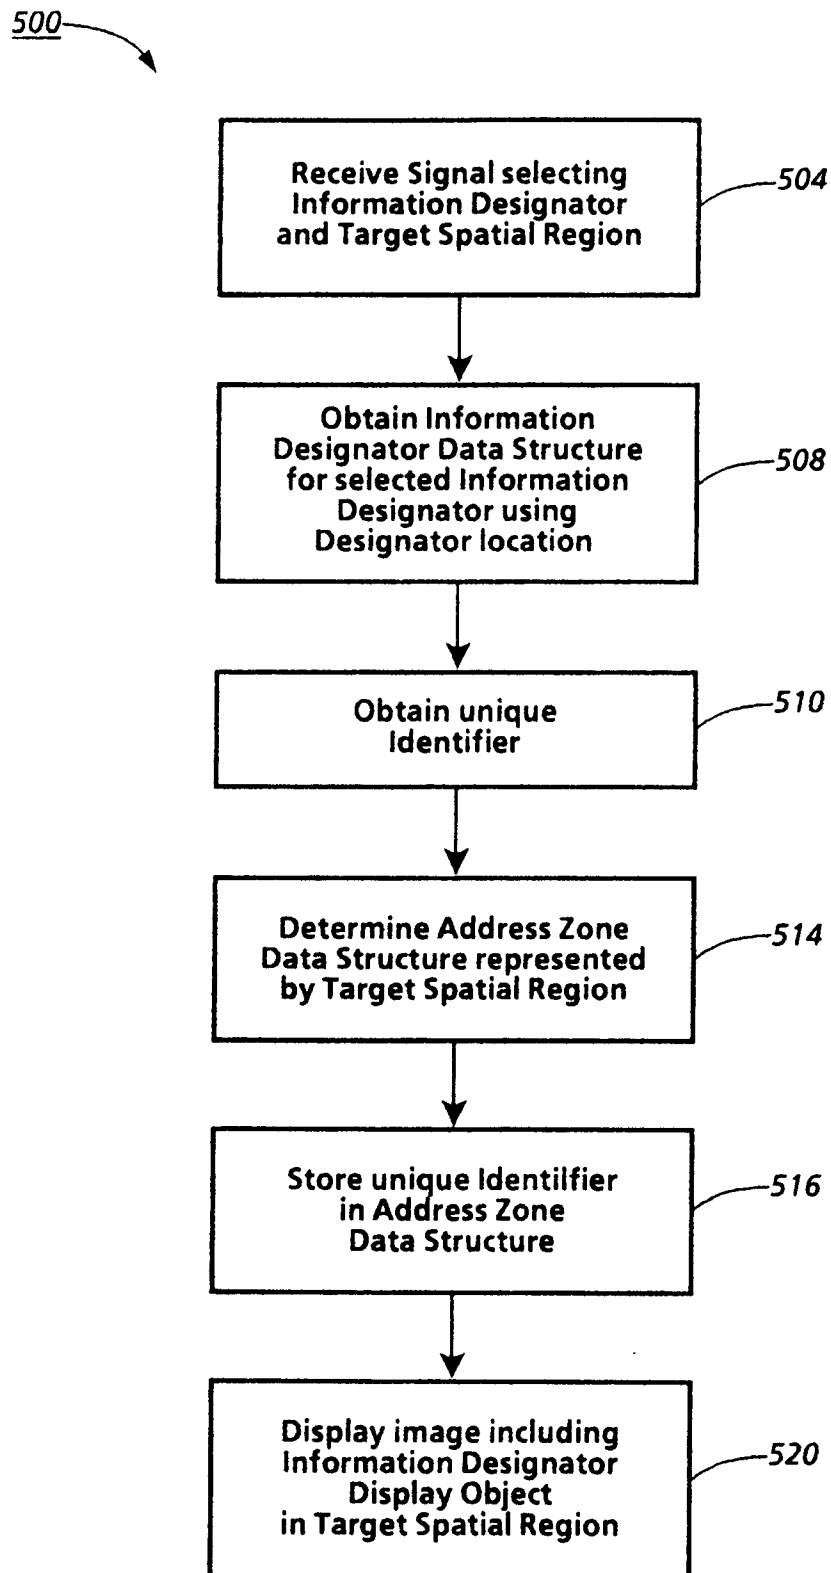 500
Receive Signal selecting
Information Designator
and Target Spatial Region
504
Obtain Information
Designator Data Structure
for selected Information
Designator using
Designator location
508
Obtain unique
Identifier
510
Determine Address Zone
Data Structure represented
by Target Spatial Region
514
Store unique Identilfier
in Address Zone
Data Structure
516
Display image including
Information Designator
Display Object
in Target Spatial Region
520